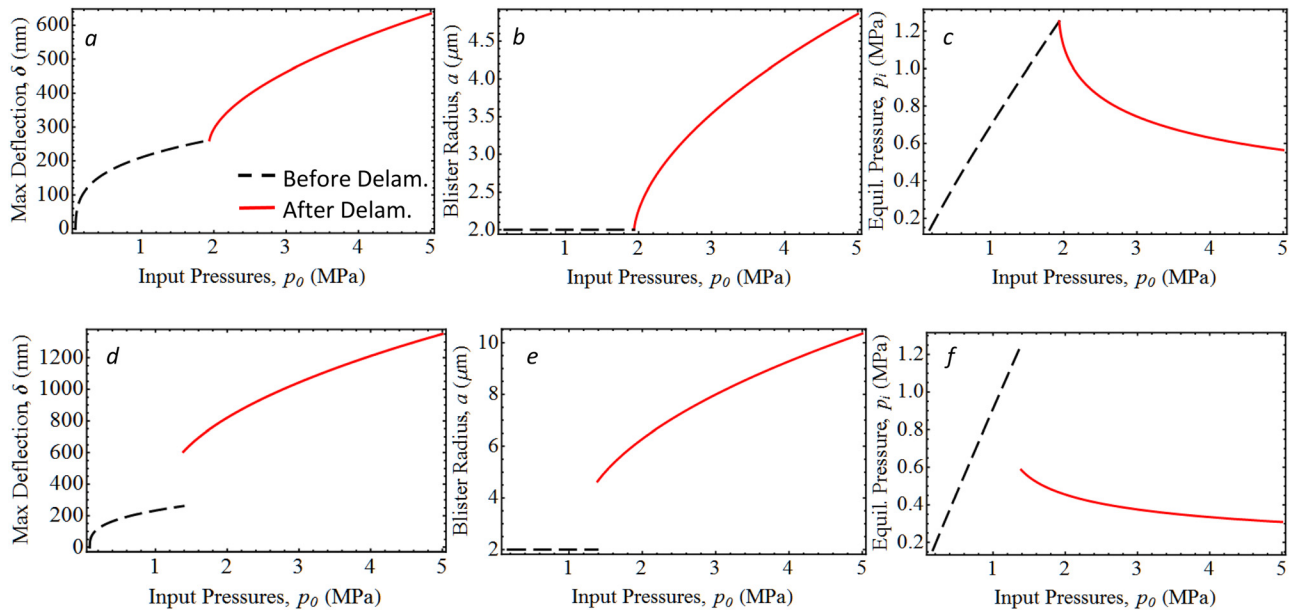 a
600
500
400
300
200
100
0
Max Deflection, δ (nm)
Before Delam.
After Delam.
1 2 3 4 5
Input Pressures, p0 (MPa)
b
4.5
4.0
3.5
3.0
2.5
2.0
Blister Radius, a (μm)
1 2 3 4 5
Input Pressures, p0 (MPa)
c
1.2
1.0
0.8
0.6
0.4
0.2
Equil. Pressure, pi (MPa)
1 2 3 4 5
Input Pressures, p0 (MPa)
d
1200
1000
800
600
400
200
0
Max Deflection, δ (nm)
1 2 3 4 5
Input Pressures, p0 (MPa)
e
10
8
6
4
2
Blister Radius, a (μm)
1 2 3 4 5
Input Pressures, p0 (MPa)
f
1.2
1.0
0.8
0.6
0.4
0.2
Equil. Pressure, pi (MPa)
1 2 3 4 5
Input Pressures, p0 (MPa)